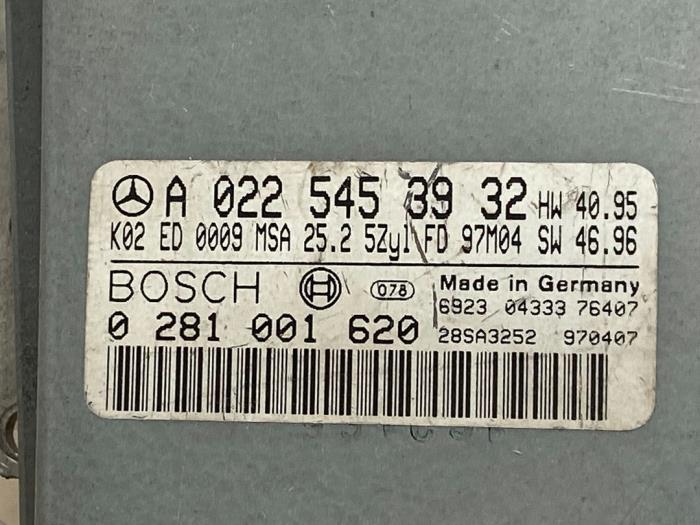 A 022 545 39 32 HW 40.95
K02 ED 0009 MSA 25.2 5Zyl FD 97M04 SW 46.96
BOSCH 078 Made in Germany
6923 04333 76407
0 281 001 620 28SA3252 970407